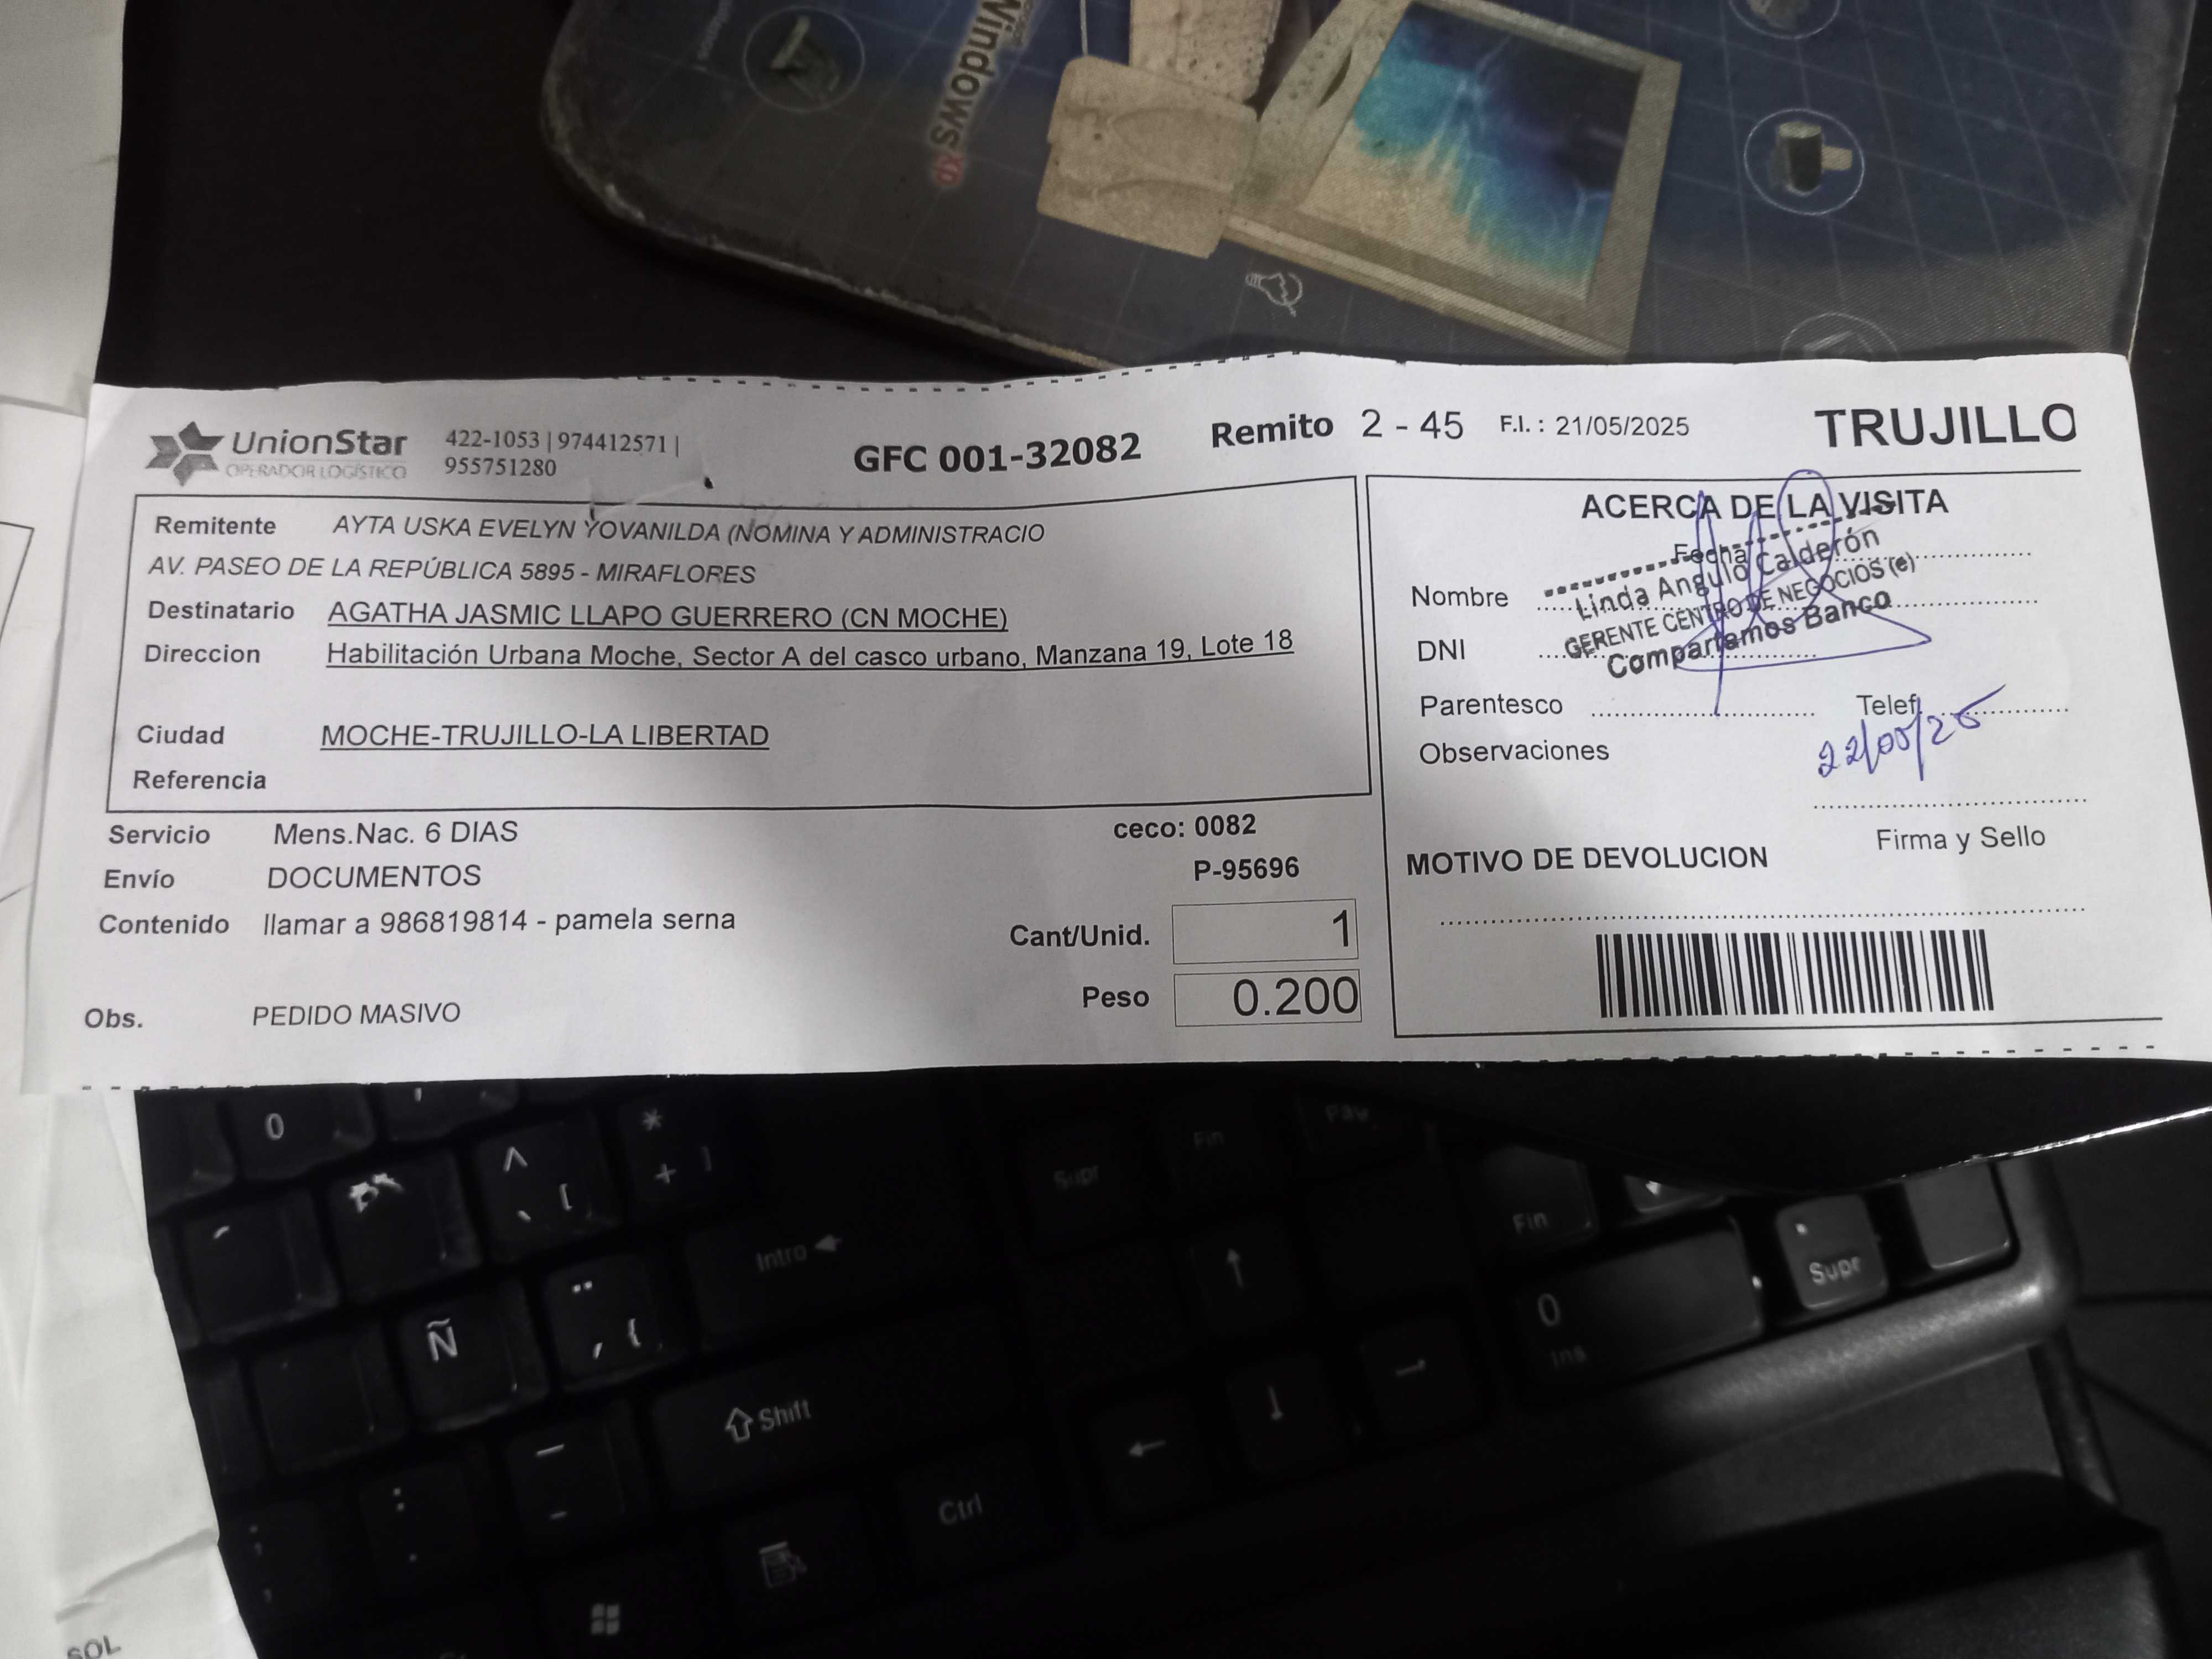 Windows xp
UnionStar
OPERADOR LOGÍSTICO
422-1053 | 974412571 |
955751280
GFC 001-32082
Remito 2 - 45 F.I. : 21/05/2025
TRUJILLO
Remitente AYTA USKA EVELYN YOVANILDA (NOMINA Y ADMINISTRACIO
AV. PASEO DE LA REPÚBLICA 5895 - MIRAFLORES
Destinatario AGATHA JASMIC LLAPO GUERRERO (CN MOCHE)
Direccion Habilitación Urbana Moche, Sector A del casco urbano, Manzana 19, Lote 18
Ciudad MOCHE-TRUJILLO-LA LIBERTAD
Referencia
Servicio Mens.Nac. 6 DIAS
Envío DOCUMENTOS
Contenido llamar a 986819814 - pamela serna
Obs. PEDIDO MASIVO
ceco: 0082
P-95696
Cant/Unid. 1
Peso 0.200
ACERCA DE LA VISITA
Fecha
Nombre
DNI
Linda Angulo Calderón
GERENTE CENTRO DE NEGOCIOS (e)
Compartamos Banco
Parentesco Telef.
Observaciones
22/05/25
Firma y Sello
MOTIVO DE DEVOLUCION
0
^
[
*
+ ]
Supr
Fin
Intro
Ñ
¨
{
Shift
Ctrl
Fin
0
Ins
.
Supr
:
.
;
,
_
-
SOL